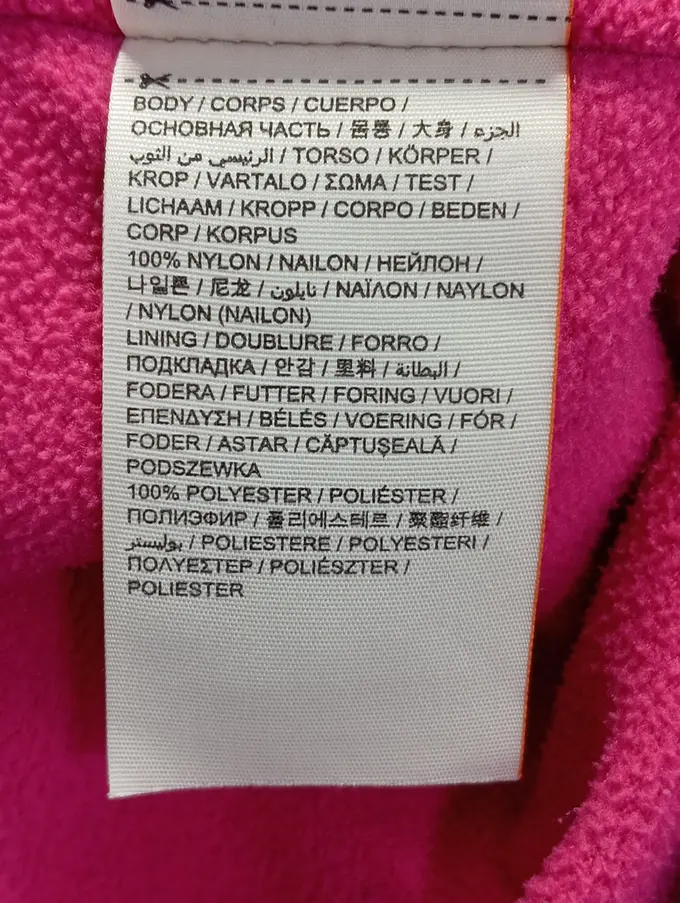 BODY / CORPS / CUERPO /
ОСНОВНАЯ ЧАСТЬ / 몸통 / 大身 / الجزء
الرئيسي من الثوب / TORSO / KÖRPER /
KROP / VARTALO / ΣΩΜΑ / TEST /
LICHAAM / KROPP / CORPO / BEDEN /
CORP / KORPUS
100% NYLON / NAILON / НЕЙЛОН /
나일론 / 尼龙 / نايلون / ΝΑΪΛΟΝ / NAYLON
/ NYLON (NAILON)
LINING / DOUBLURE / FORRO /
ПОДКЛАДКА / 안감 / 里料 / البطانة /
FODERA / FUTTER / FORING / VUORI /
ΕΠΕΝΔΥΣΗ / BÉLÉS / VOERING / FÓR /
FODER / ASTAR / CĂPTUŞEALĂ /
PODSZEWKA
100% POLYESTER / POLIÉSTER /
ПОЛИЭФИР / 폴리에스테르 / 聚酯纤维 /
بوليستر / POLIESTERE / POLYESTERI /
ΠΟΛΥΕΣΤΕΡ / POLIÉSZTER /
POLIESTER